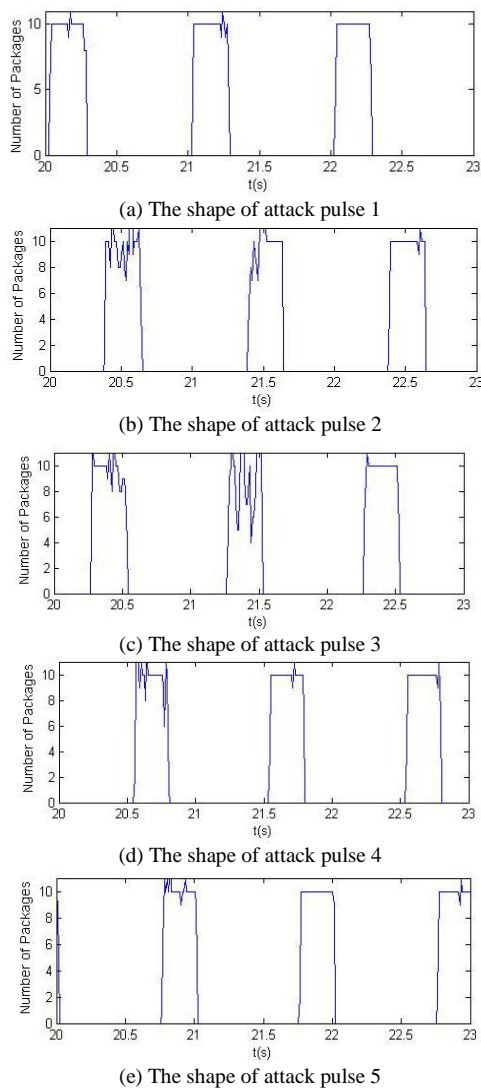 Number of Packages
10
5
0
20 20.5 21 21.5 22 22.5 23
t(s)
(a) The shape of attack pulse 1
Number of Packages
10
8
6
4
2
0
20 20.5 21 21.5 22 22.5 23
t(s)
(b) The shape of attack pulse 2
Number of Packages
10
8
6
4
2
0
20 20.5 21 21.5 22 22.5 23
t(s)
(c) The shape of attack pulse 3
Number of Packages
10
8
6
4
2
0
20 20.5 21 21.5 22 22.5 23
t(s)
(d) The shape of attack pulse 4
Number of Packages
10
8
6
4
2
0
20 20.5 21 21.5 22 22.5 23
t(s)
(e) The shape of attack pulse 5